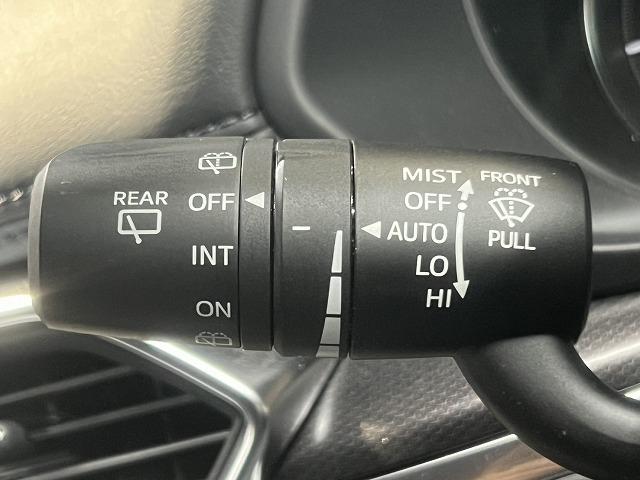 REAR
OFF
INT
ON
MIST
OFF
AUTO
LO
HI
FRONT
PULL